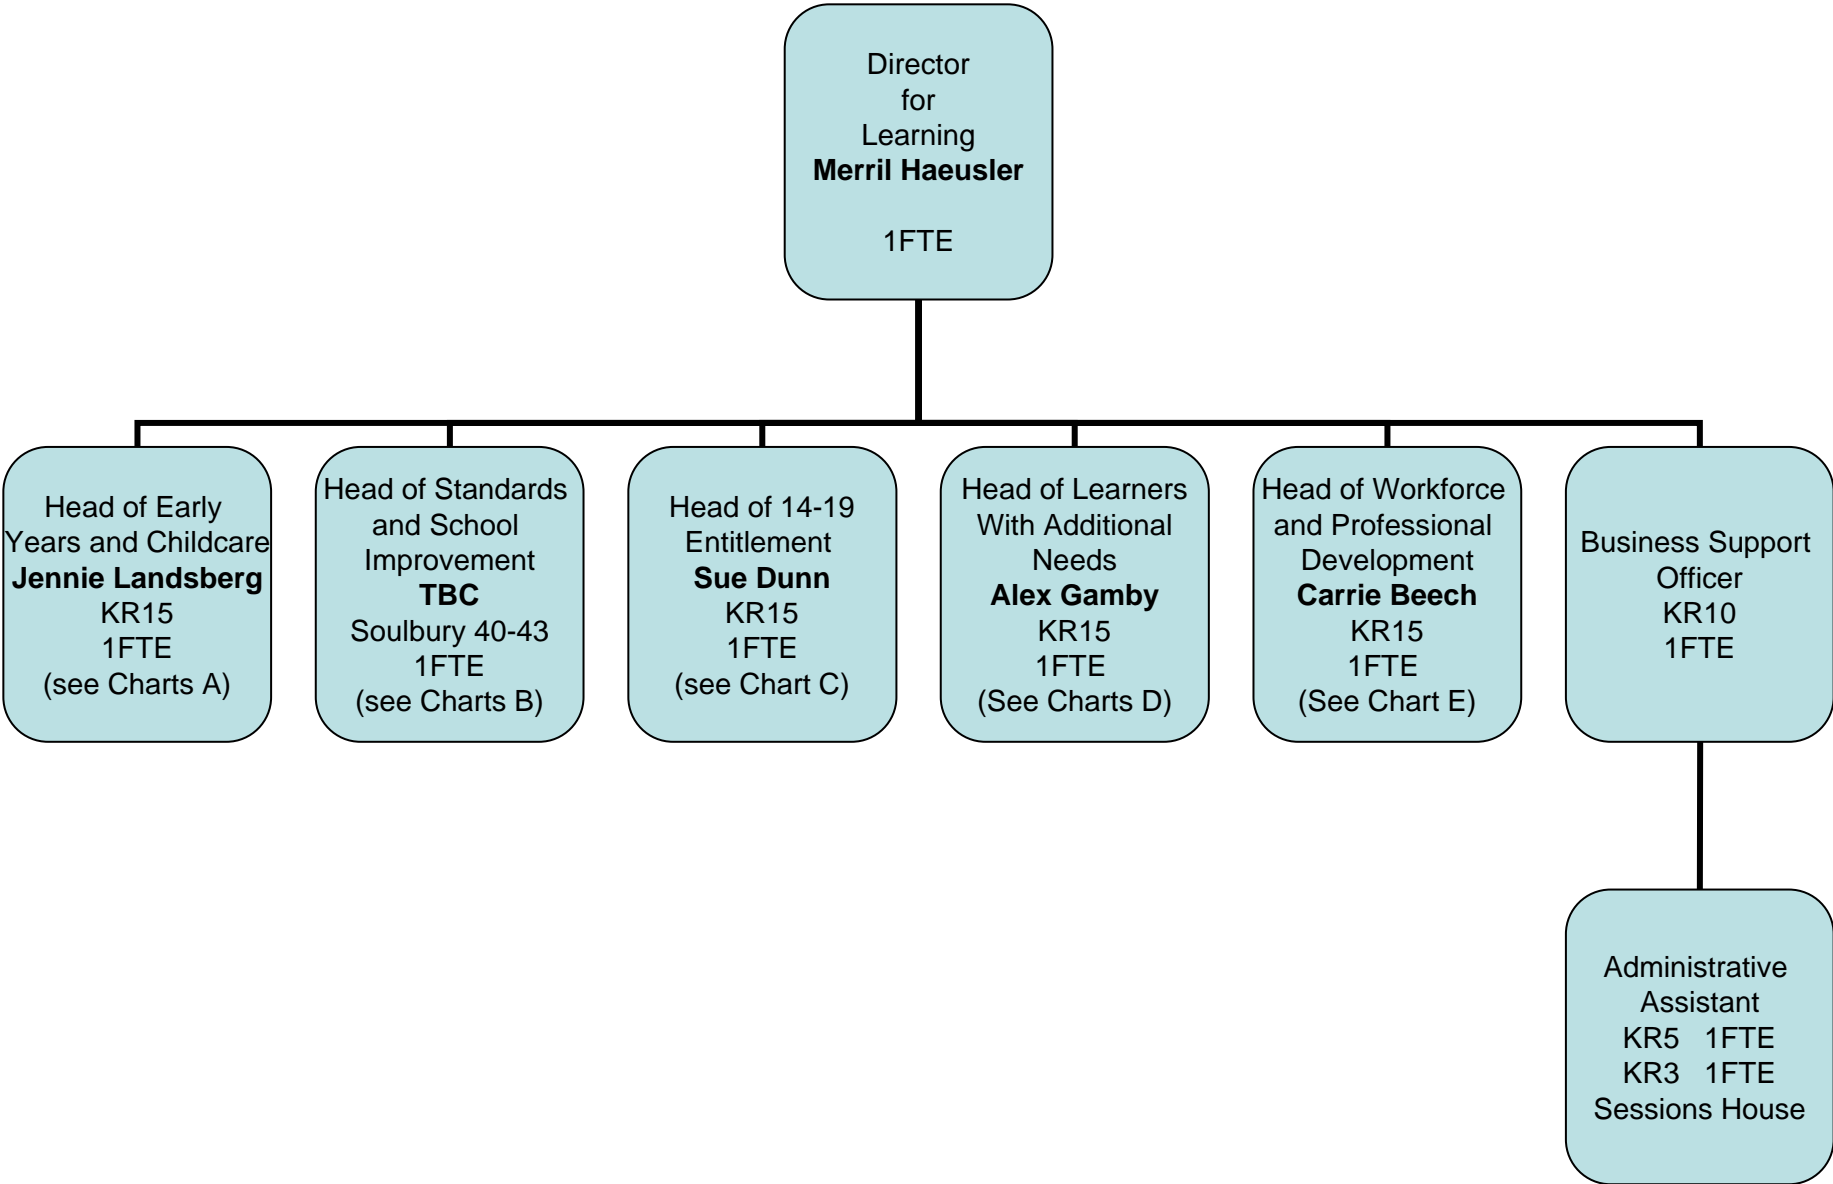 Director
for
Learning
Merril Haeusler
1FTE
Head of Early
Years and Childcare
Jennie Landsberg
KR15
1FTE
(see Charts A)
Head of Standards
and School
Improvement
TBC
Soulbury 40-43
1FTE
(see Charts B)
Head of 14-19
Entitlement
Sue Dunn
KR15
1FTE
(see Chart C)
Head of Learners
With Additional
Needs
Alex Gamby
KR15
1FTE
(See Charts D)
Head of Workforce
and Professional
Development
Carrie Beech
KR15
1FTE
(See Chart E)
Business Support
Officer
KR10
1FTE
Administrative
Assistant
KR5 1FTE
KR3 1FTE
Sessions House